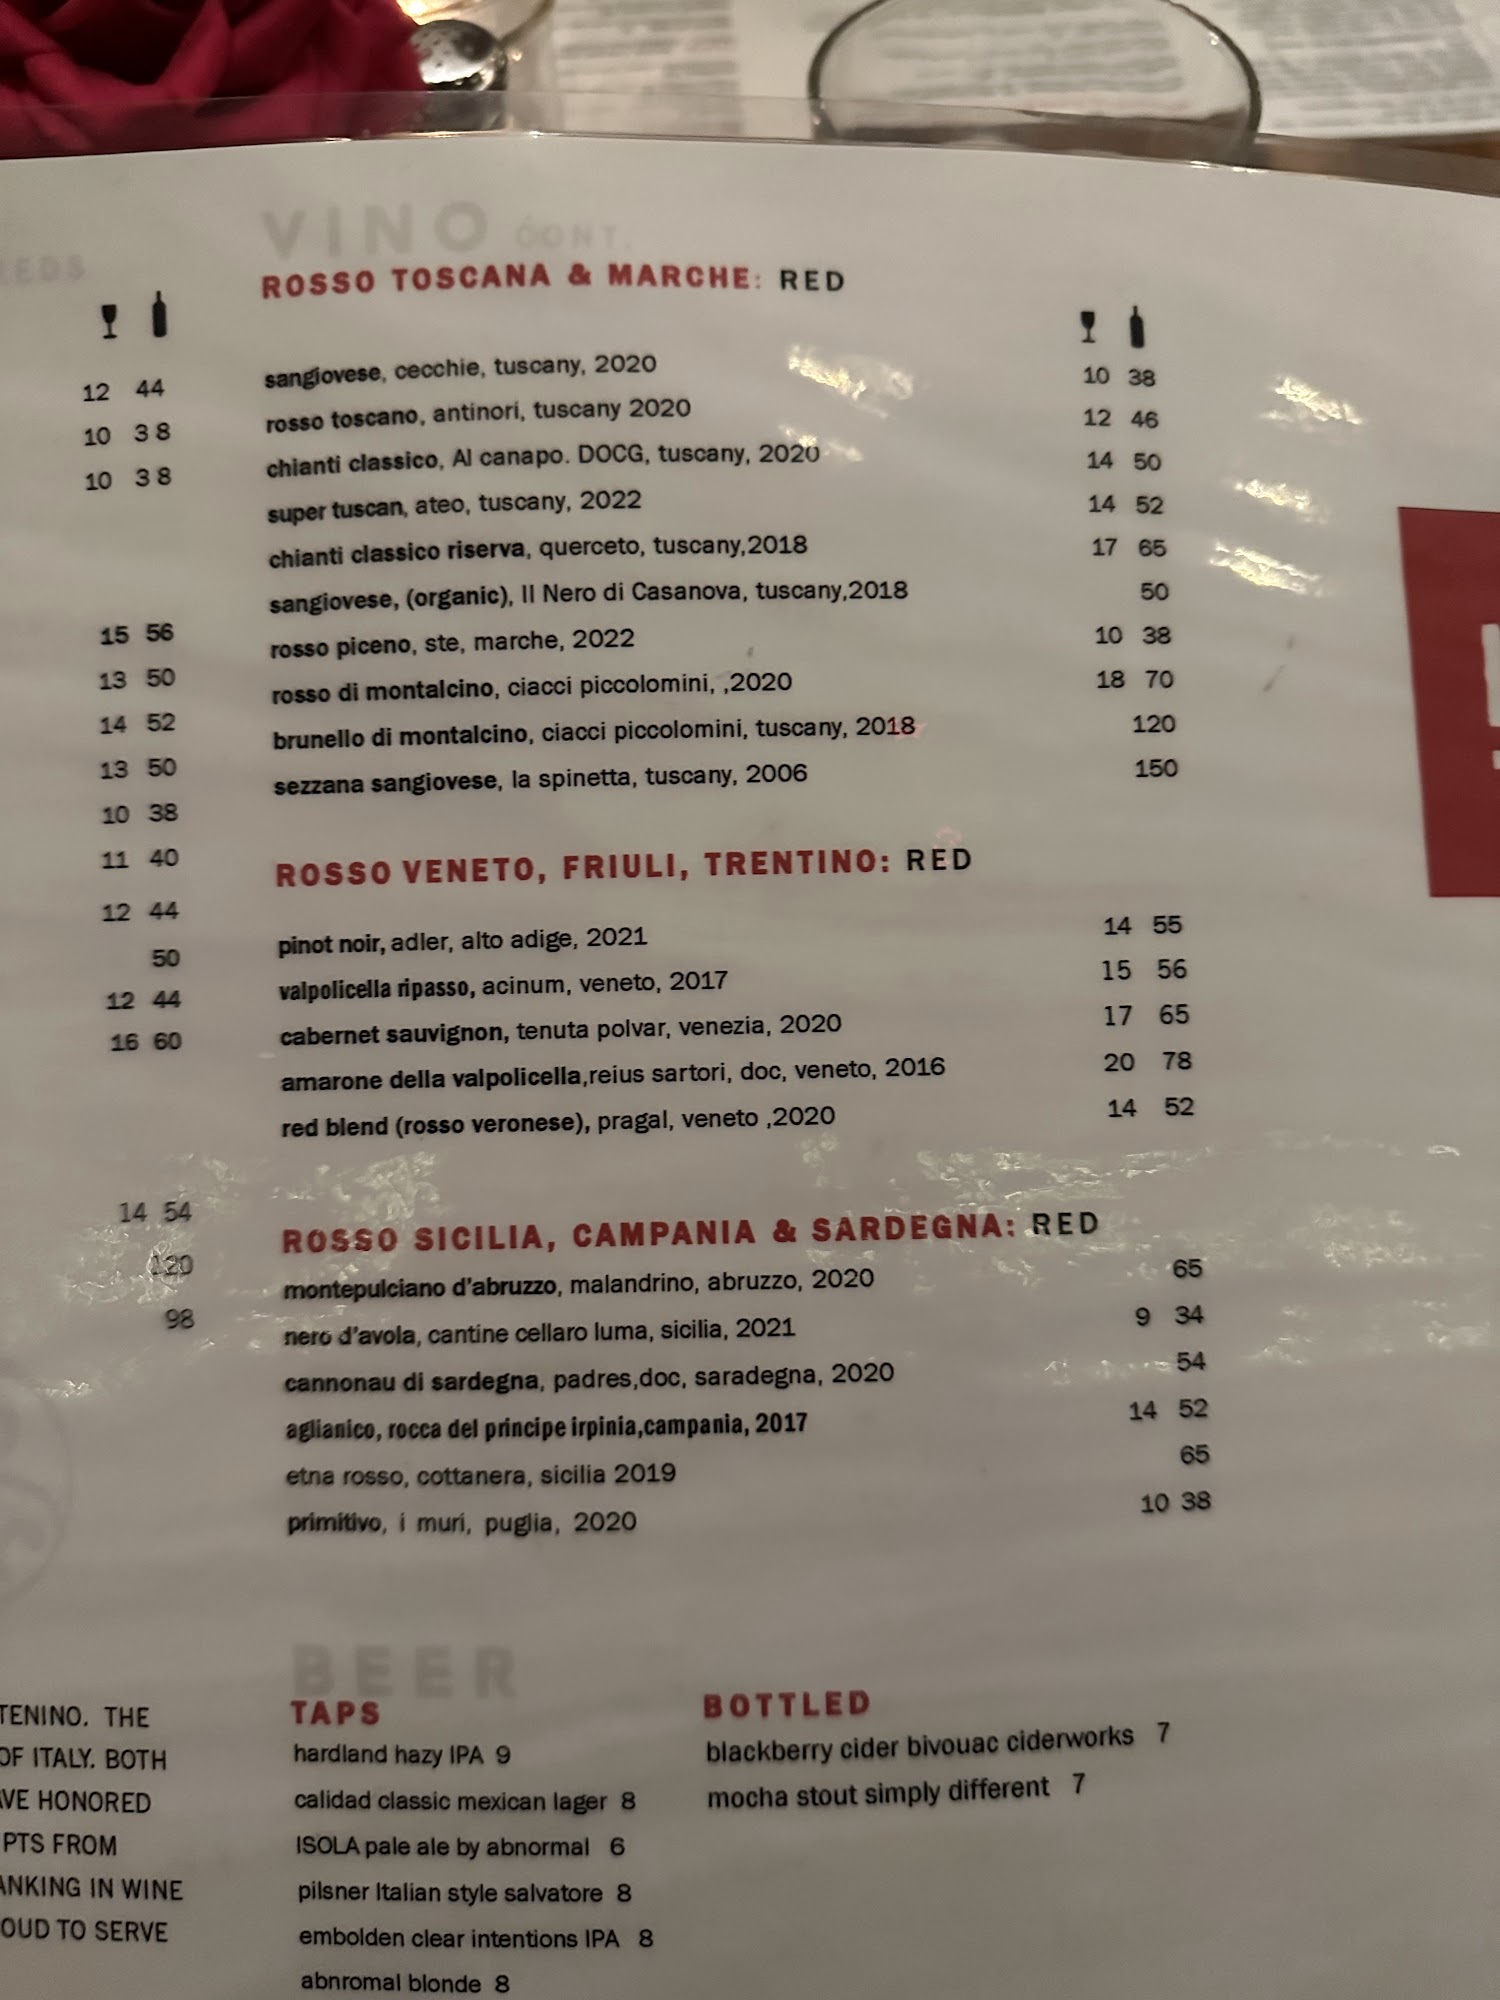 REDS
12 44
10 38
10 38
15 56
13 50
14 52
13 50
10 38
11 40
12 44
50
12 44
16 60
14 54
120
98
TENINO. THE
OF ITALY. BOTH
AVE HONORED
PTS FROM
ANKING IN WINE
OUD TO SERVE
VINO CONT.
ROSSO TOSCANA & MARCHE: RED
sangiovese, cecchie, tuscany, 2020 10 38
rosso toscano, antinori, tuscany 2020 12 46
chianti classico, Al canapo. DOCG, tuscany, 2020 14 50
super tuscan, ateo, tuscany, 2022 14 52
chianti classico riserva, querceto, tuscany,2018 17 65
sangiovese, (organic), Il Nero di Casanova, tuscany,2018 50
rosso piceno, ste, marche, 2022 10 38
rosso di montalcino, ciacci piccolomini, ,2020 18 70
brunello di montalcino, ciacci piccolomini, tuscany, 2018 120
sezzana sangiovese, la spinetta, tuscany, 2006 150
ROSSO VENETO, FRIULI, TRENTINO: RED
pinot noir, adler, alto adige, 2021 14 55
valpolicella ripasso, acinum, veneto, 2017 15 56
cabernet sauvignon, tenuta polvar, venezia, 2020 17 65
amarone della valpolicella,reius sartori, doc, veneto, 2016 20 78
red blend (rosso veronese), pragal, veneto ,2020 14 52
ROSSO SICILIA, CAMPANIA & SARDEGNA: RED
montepulciano d'abruzzo, malandrino, abruzzo, 2020 65
nero d'avola, cantine cellaro luma, sicilia, 2021 9 34
cannonau di sardegna, padres,doc, saradegna, 2020 54
aglianico, rocca del principe irpinia,campania, 2017 14 52
etna rosso, cottanera, sicilia 2019 65
primitivo, i muri, puglia, 2020 10 38
BEER
TAPS
hardland hazy IPA 9
calidad classic mexican lager 8
ISOLA pale ale by abnormal 6
pilsner Italian style salvatore 8
embolden clear intentions IPA 8
abnromal blonde 8
BOTTLED
blackberry cider bivouac ciderworks 7
mocha stout simply different 7